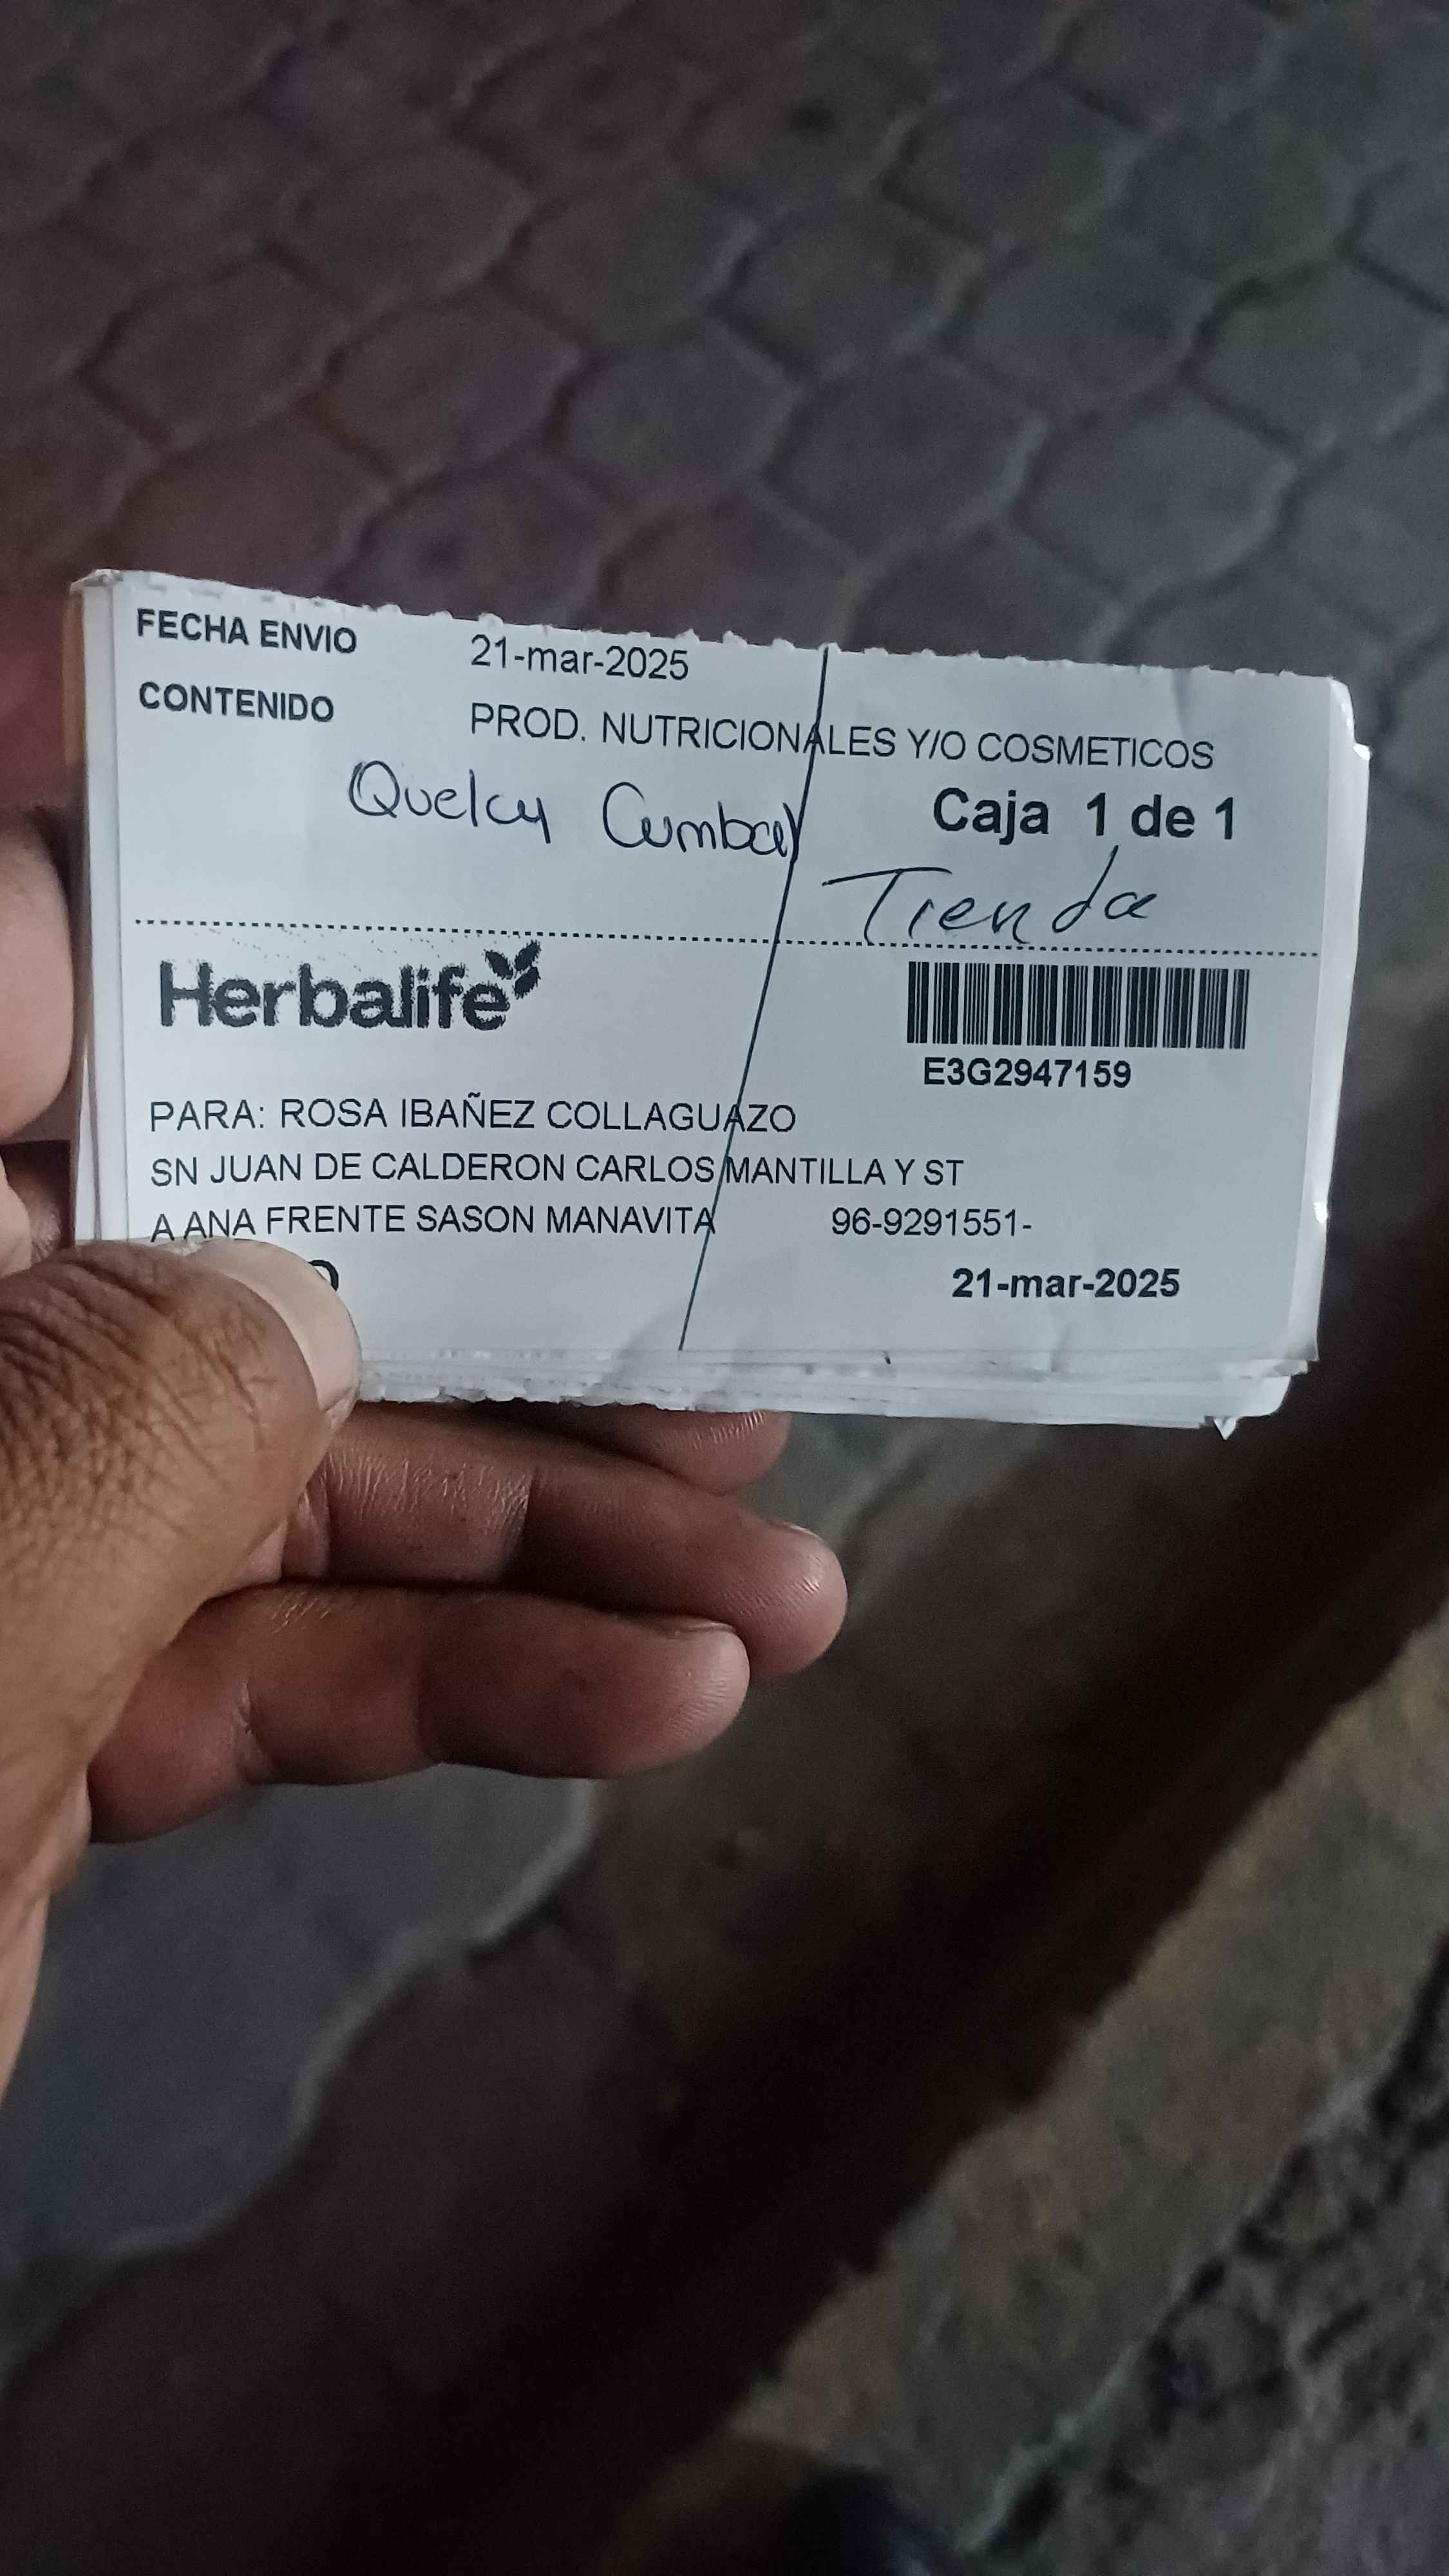 FECHA ENVIO 21-mar-2025
CONTENIDO PROD. NUTRICIONALES Y/O COSMETICOS
Quelcy Cumbal Caja 1 de 1
Tienda
Herbalife
E3G2947159
PARA: ROSA IBAÑEZ COLLAGUAZO
SN JUAN DE CALDERON CARLOS MANTILLA Y ST
A ANA FRENTE SASON MANAVITA 96-9291551-
21-mar-2025